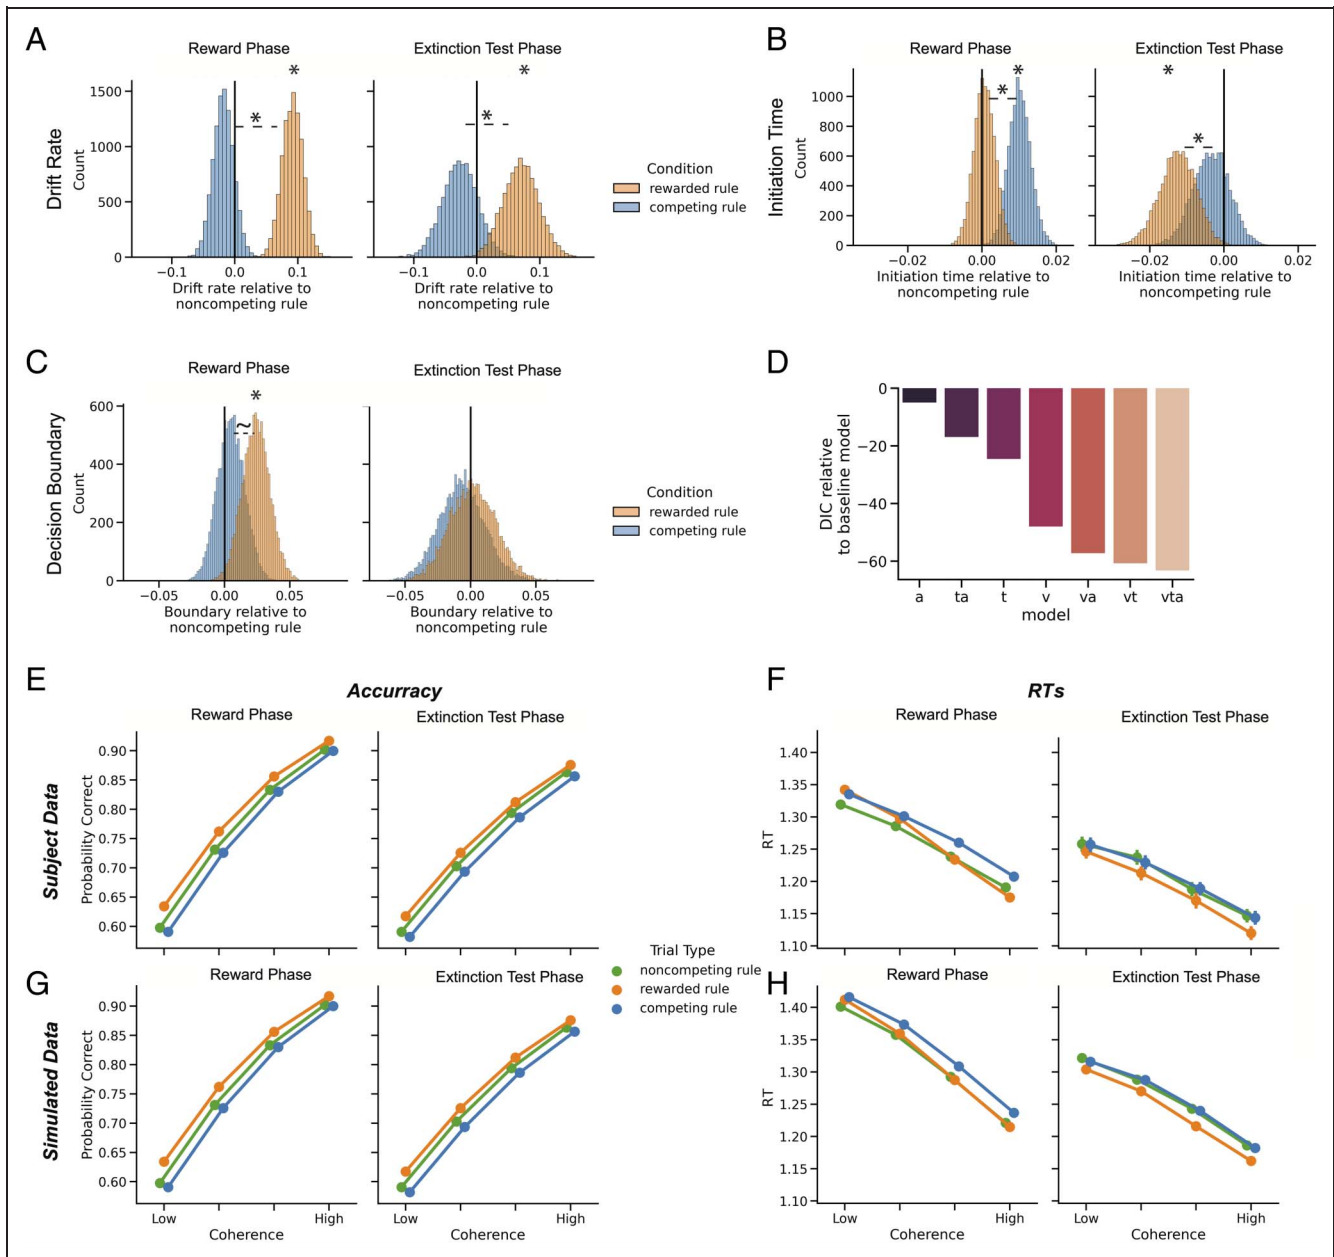 A
Reward Phase
Extinction Test Phase
*
*
*
*
Drift Rate
Count
1500
1000
500
0
−0.1
0.0
0.1
−0.1
0.0
0.1
Drift rate relative to
noncompeting rule
Drift rate relative to
noncompeting rule
Condition
rewarded rule
competing rule
B
Reward Phase
Extinction Test Phase
*
*
*
*
Initiation Time
Count
1000
800
600
400
200
0
−0.02
0.00
0.02
−0.02
0.00
0.02
Initiation time relative to
noncompeting rule
Initiation time relative to
noncompeting rule
C
Reward Phase
Extinction Test Phase
*
~
Decision Boundary
Count
600
400
200
0
−0.05
0.00
0.05
−0.05
0.00
0.05
Boundary relative to
noncompeting rule
Boundary relative to
noncompeting rule
Condition
rewarded rule
competing rule
D
DIC relative
to baseline model
0
−20
−40
−60
a
ta
t
v
va
vt
vta
model
E
Accurracy
Reward Phase
Extinction Test Phase
Subject Data
Probability Correct
0.90
0.85
0.80
0.75
0.70
0.65
0.60
F
RTs
Reward Phase
Extinction Test Phase
RT
1.40
1.35
1.30
1.25
1.20
1.15
1.10
Trial Type
noncompeting rule
rewarded rule
competing rule
G
Reward Phase
Extinction Test Phase
Simulated Data
Probability Correct
0.90
0.85
0.80
0.75
0.70
0.65
0.60
Low
High
Coherence
Low
High
Coherence
H
Reward Phase
Extinction Test Phase
RT
1.40
1.35
1.30
1.25
1.20
1.15
1.10
Low
High
Coherence
Low
High
Coherence